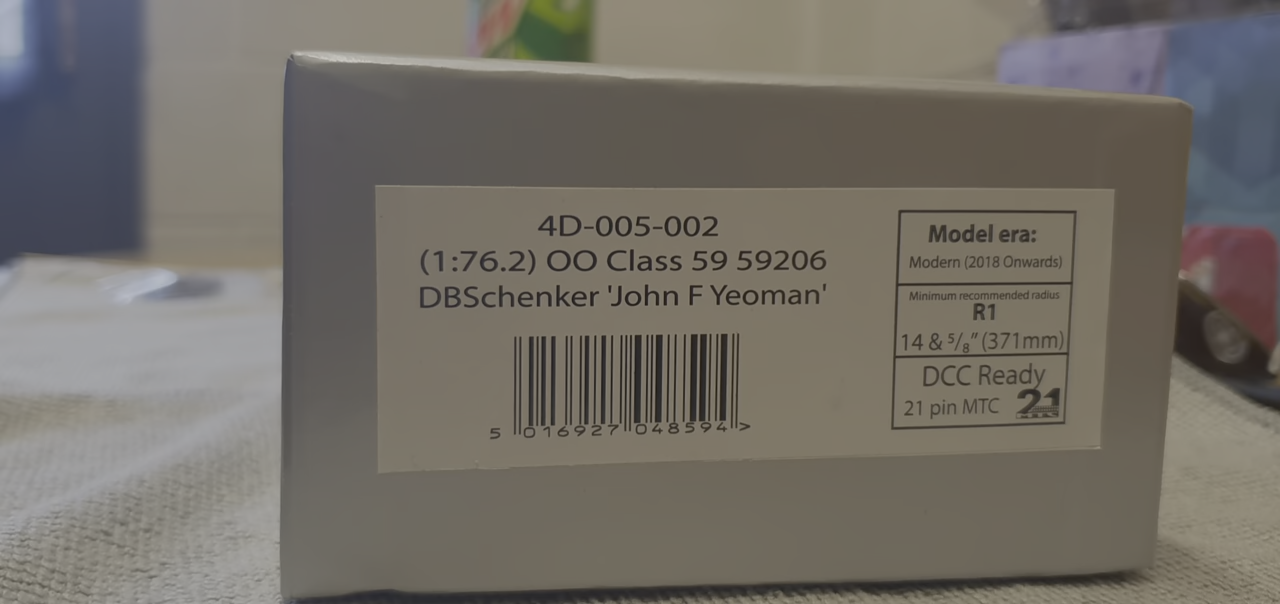 4D-005-002
(1:76.2) OO Class 59 59206
DBSchenker 'John F Yeoman'
5 016927 048594 >
Model era:
Modern (2018 Onwards)
Minimum recommended radius
R1
14 & 5/8" (371mm)
DCC Ready
21 pin MTC
21
MTC